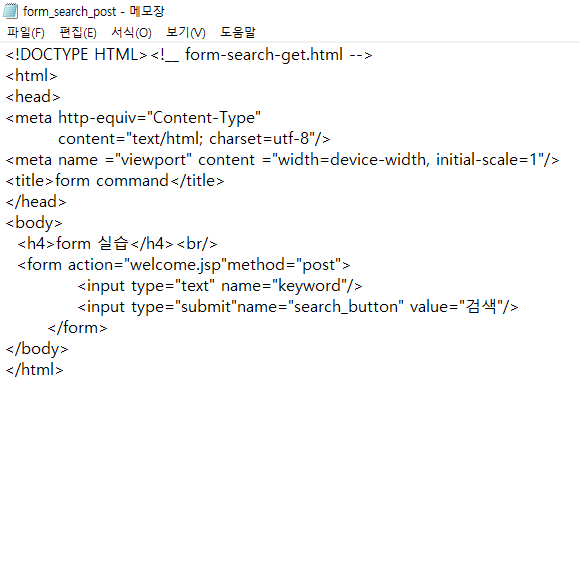 form_search_post - 메모장
파일(F) 편집(E) 서식(O) 보기(V) 도움말
<!DOCTYPE HTML><!__ form-search-get.html -->
<html>
<head>
<meta http-equiv="Content-Type"
content="text/html; charset=utf-8"/>
<meta name ="viewport" content ="width=device-width, initial-scale=1"/>
<title>form command</title>
</head>
<body>
<h4>form 실습</h4><br/>
<form action="welcome.jsp"method="post">
<input type="text" name="keyword"/>
<input type="submit"name="search_button" value="검색"/>
</form>
</body>
</html>